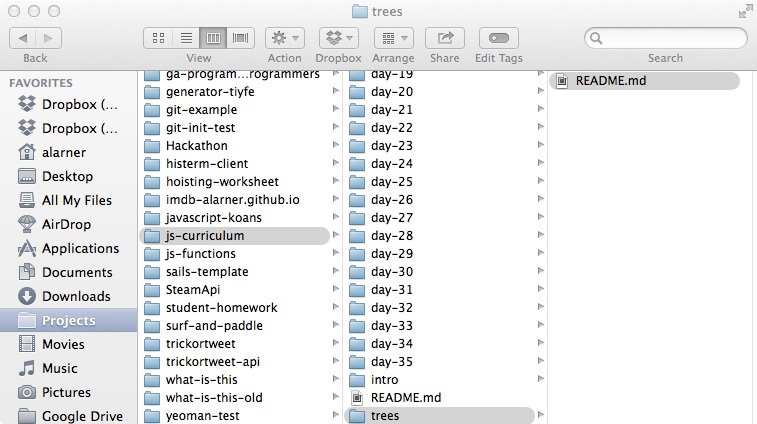 trees
Back
View
Action
Dropbox
Arrange
Share
Edit Tags
Search
FAVORITES
Dropbox (...
Dropbox (...
alarner
Desktop
All My Files
AirDrop
Applications
Documents
Downloads
Projects
Movies
Music
Pictures
Google Drive
ga-program...rogrammers
generator-tiyfe
git-example
git-init-test
Hackathon
histerm-client
hoisting-worksheet
imdb-alarner.github.io
javascript-koans
js-curriculum
js-functions
sails-template
SteamApi
student-homework
surf-and-paddle
trickortweet
trickortweet-api
what-is-this
what-is-this-old
yeoman-test
day-19
day-20
day-21
day-22
day-23
day-24
day-25
day-26
day-27
day-28
day-29
day-30
day-31
day-32
day-33
day-34
day-35
intro
README.md
trees
README.md